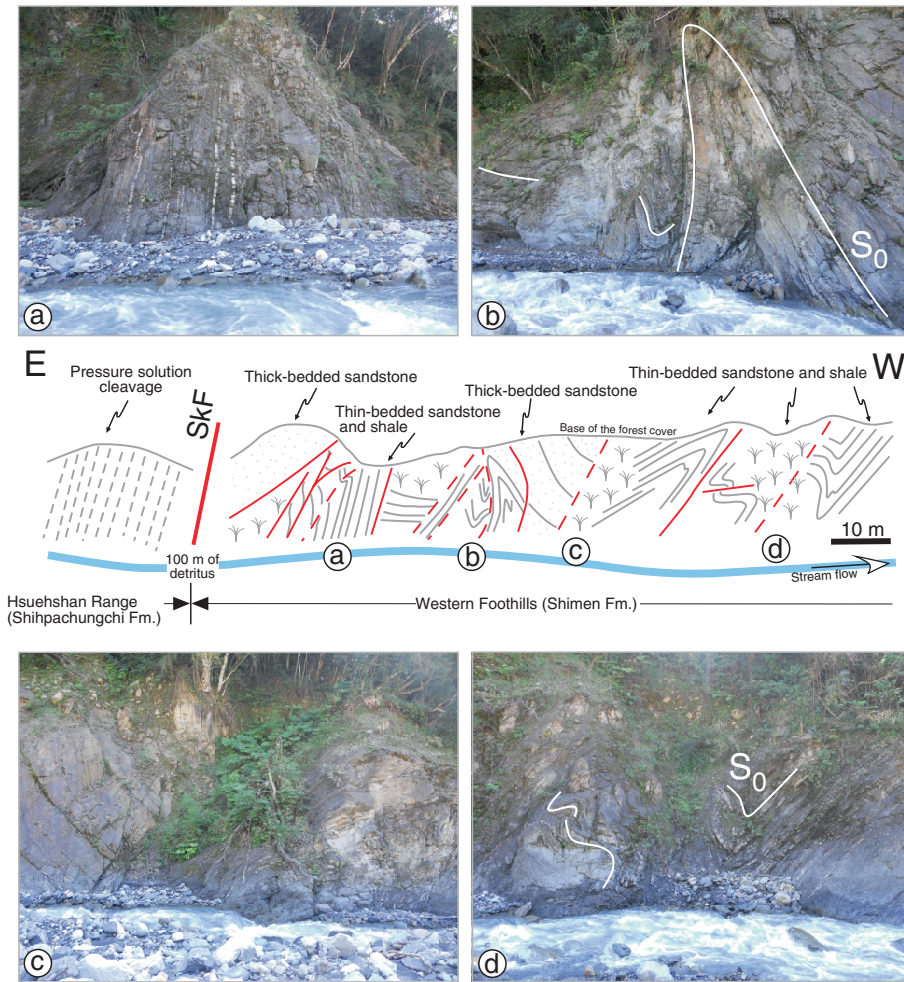 a
b
S0
E
W
Pressure solution
cleavage
SkF
Thick-bedded sandstone
Thin-bedded sandstone
and shale
Thick-bedded sandstone
Base of the forest cover
Thin-bedded sandstone and shale
10 m
100 m of
detritus
a
b
c
d
Stream flow
Hsuehshan Range
(Shihpachungchi Fm.)
Western Foothills (Shimen Fm.)
c
d
S0